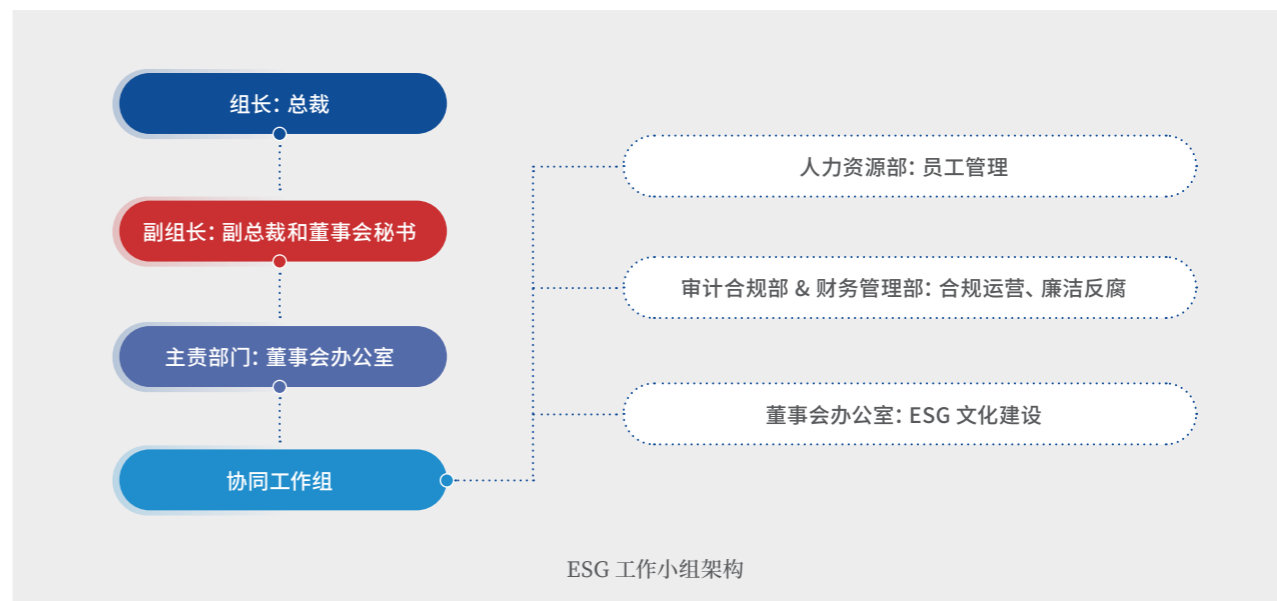 组长：总裁
副组长：副总裁和董事会秘书
主责部门：董事会办公室
协同工作组
人力资源部：员工管理
审计合规部 & 财务管理部：合规运营、廉洁反腐
董事会办公室：ESG 文化建设
ESG 工作小组架构